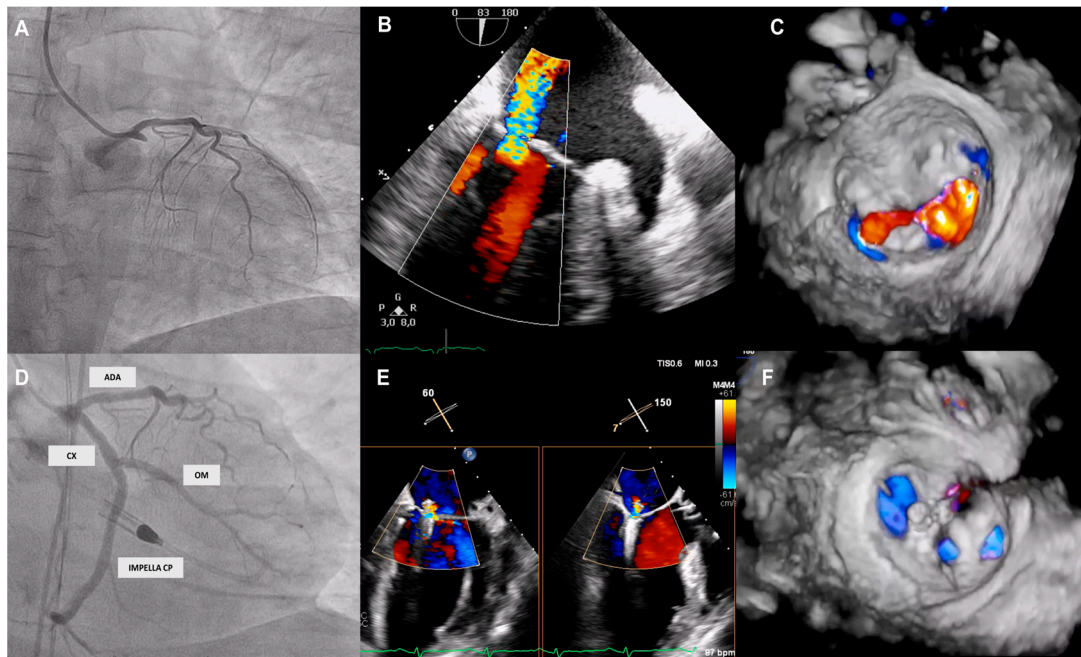 A
B
0 83 180
P G R
3,0 8,0
C
D
ADA
CX
OM
IMPELLA CP
E
TIS0.6 MI 0.3
60
150
7
P
M4M4
+61
-61
cm/s
87 bpm
F